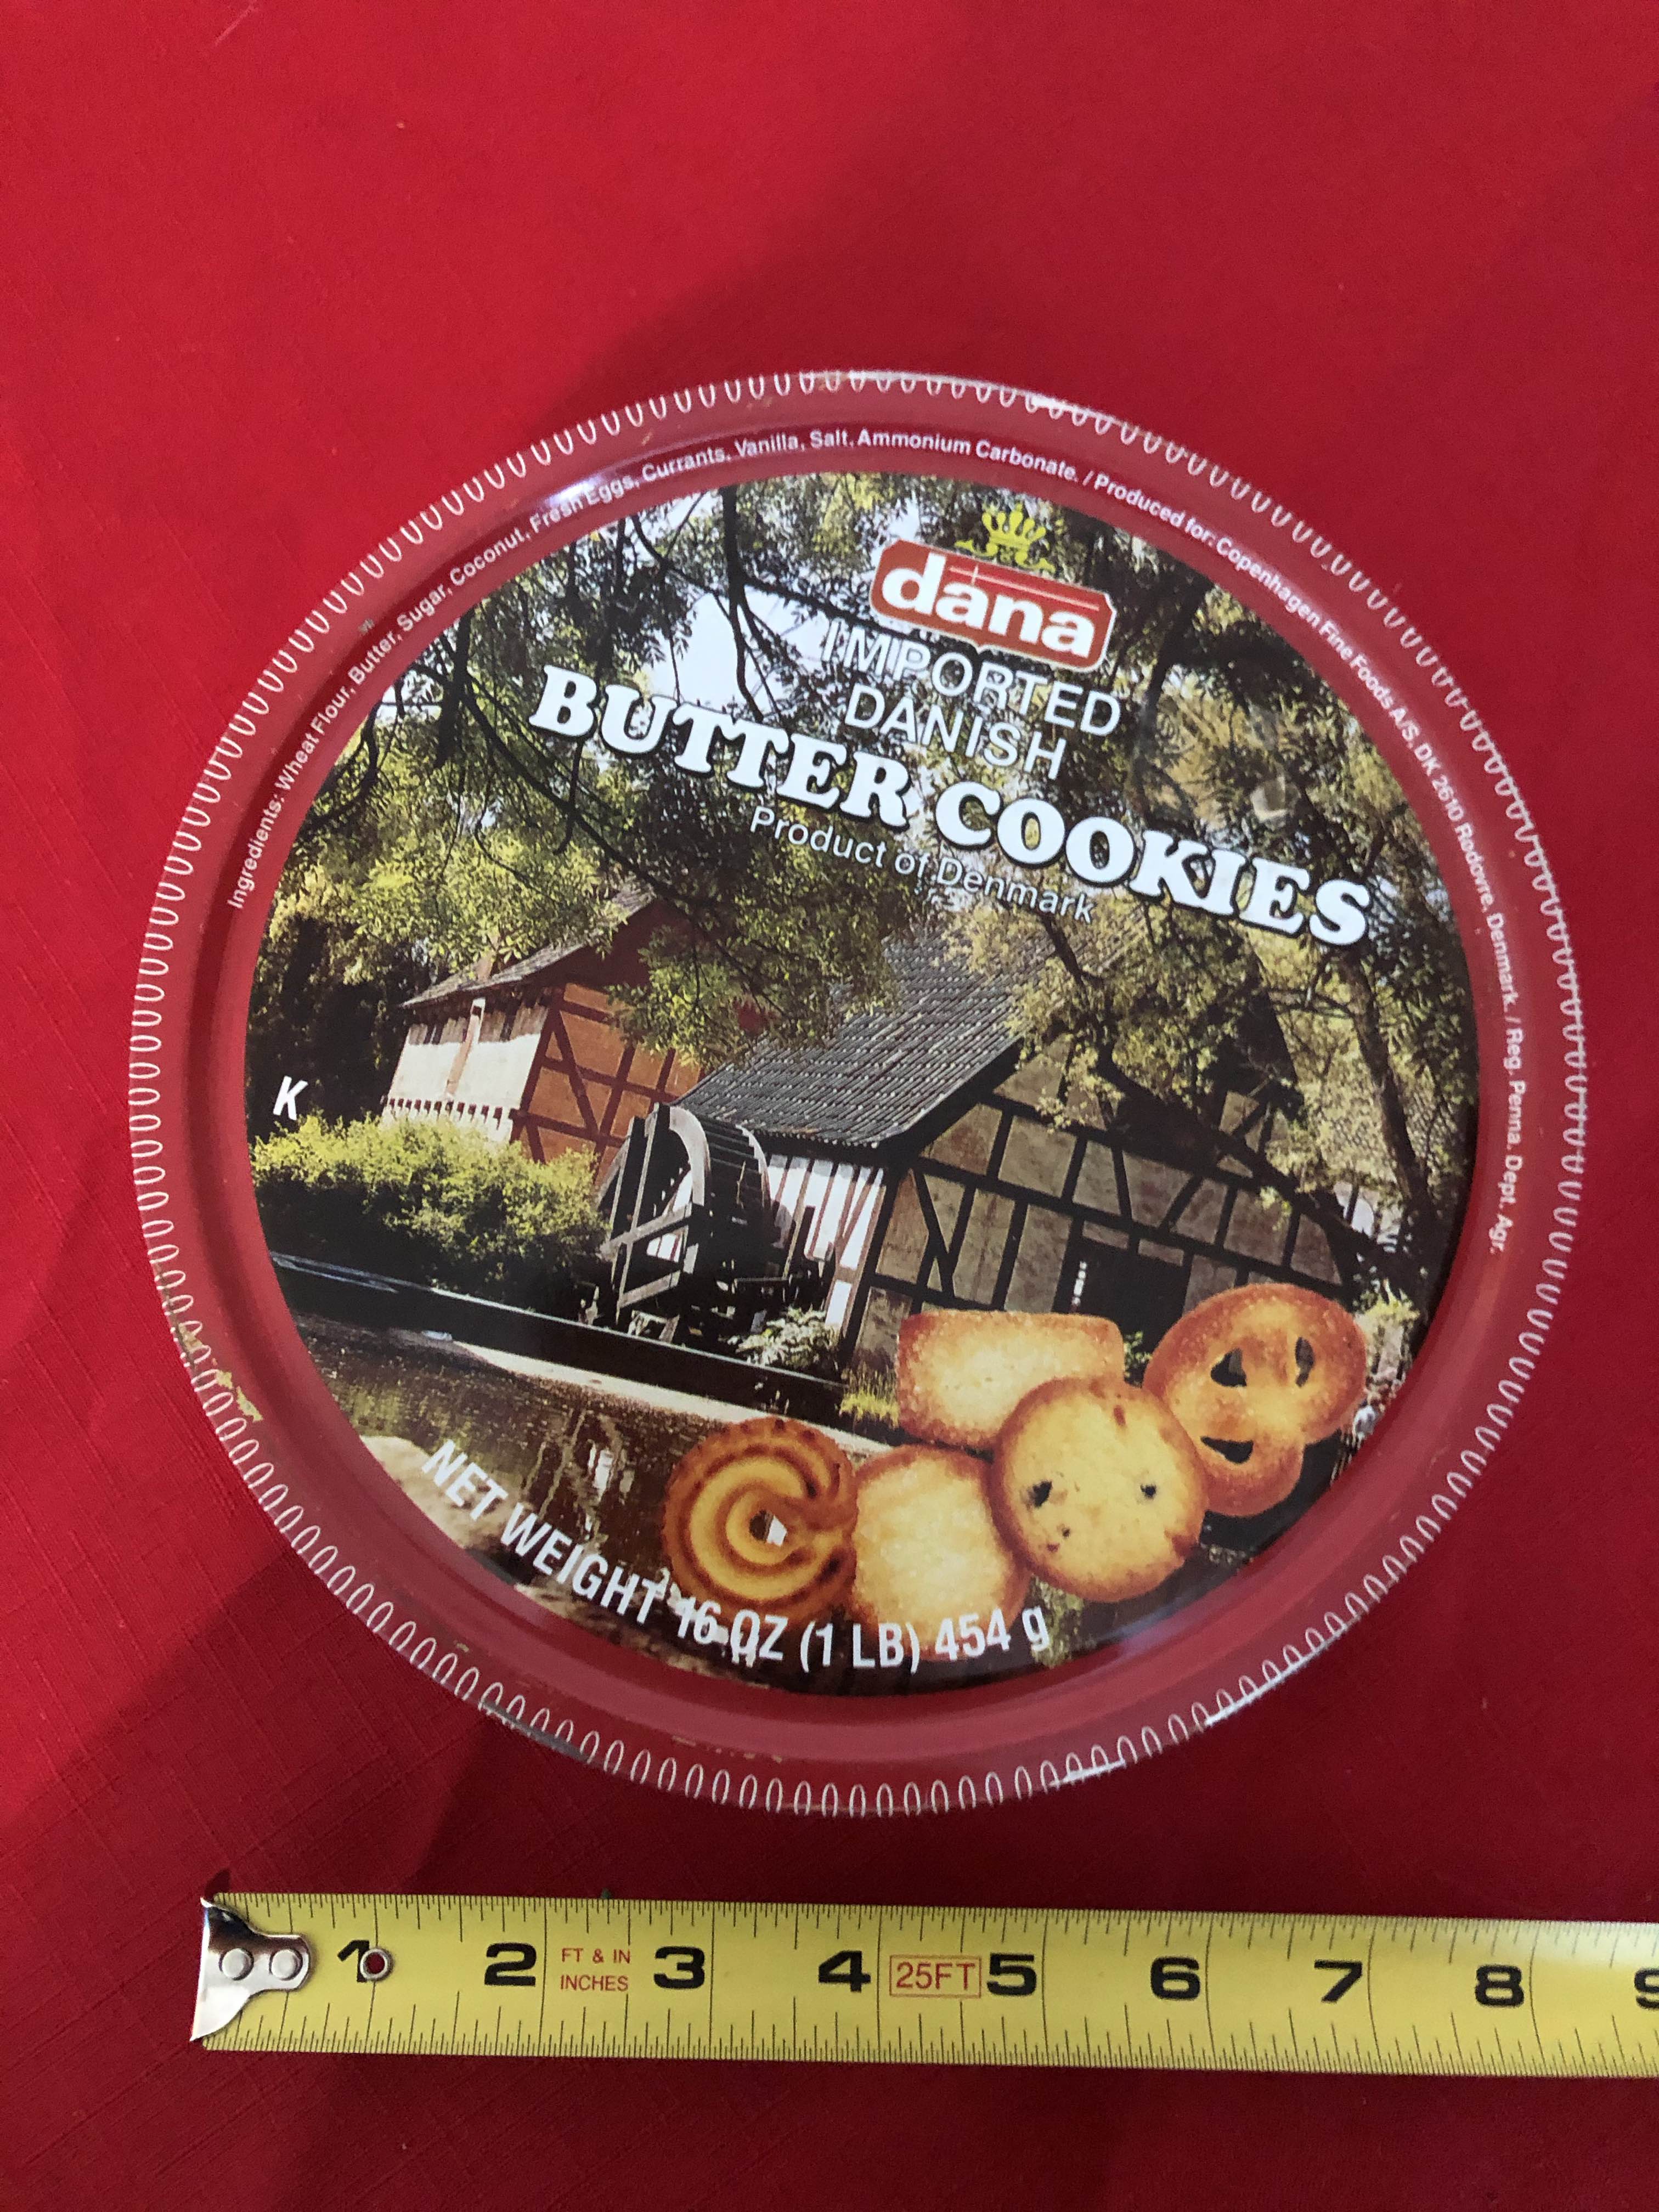 Ingredients: Wheat Flour, Butter, Sugar, Coconut, Fresh Eggs, Currants, Vanilla, Salt, Ammonium Carbonate. / Produced for: Copenhagen Fine Foods A/S, DK 2610 Rodovre, Denmark. / Reg. Penna. Dept. Agr.
dana
IMPORTED
DANISH
BUTTER COOKIES
Product of Denmark
K
NET WEIGHT 16 OZ (1 LB) 454 g
1 2 FT & IN INCHES 3 4 25FT 5 6 7 8 9